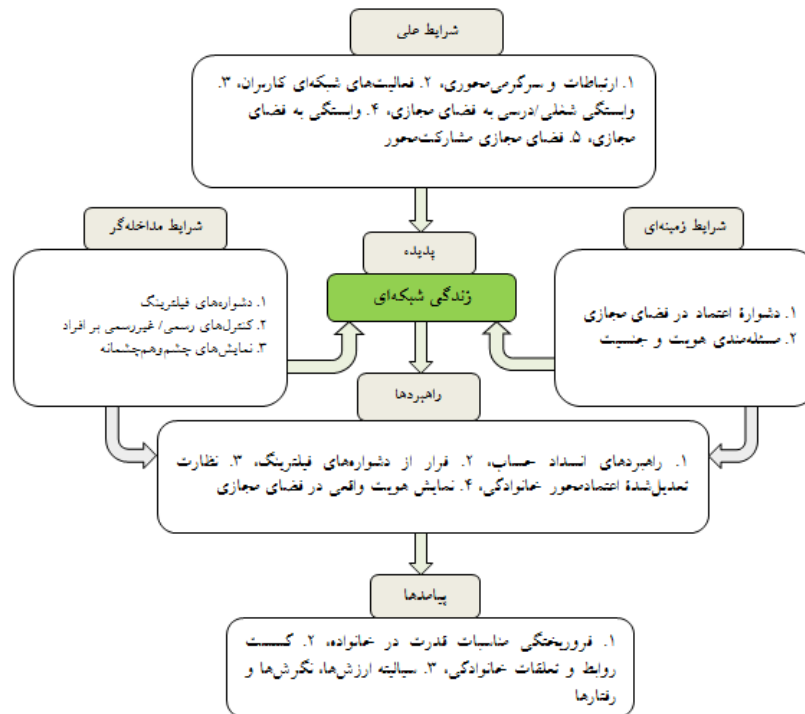 شرایط علی
۱. ارتباطات و سرگرمی‌محوری، ۲. فعالیت‌های شبکه‌ای کاربران، ۳.
وابستگی شغلی/درسی به فضای مجازی، ۴. وابستگی به فضای
مجازی، ۵. فضای مجازی مشارکت‌محور
شرایط زمینه‌ای
۱. دشوارۀ اعتماد در فضای مجازی
۲. مسئله‌مندی هویت و جنسیت
شرایط مداخله‌گر
۱. دشواره‌های فیلترینگ
۲. کنترل‌های رسمی/ غیررسمی بر افراد
۳. نمایش‌های چشم‌وهم‌چشمانه
پدیده
زندگی شبکه‌ای
راهبردها
۱. راهبردهای انسداد حساب، ۲. فرار از دشواره‌های فیلترینگ، ۳. نظارت
تعدیل‌شدۀ اعتمادمحور خانوادگی، ۴. نمایش هویت واقعی در فضای مجازی
پیامدها
۱. فروریختگی مناسبات قدرت در خانواده، ۲. گسست
روابط و تعلقات خانوادگی، ۳. سیالیته ارزش‌ها، نگرش‌ها و
رفتارها